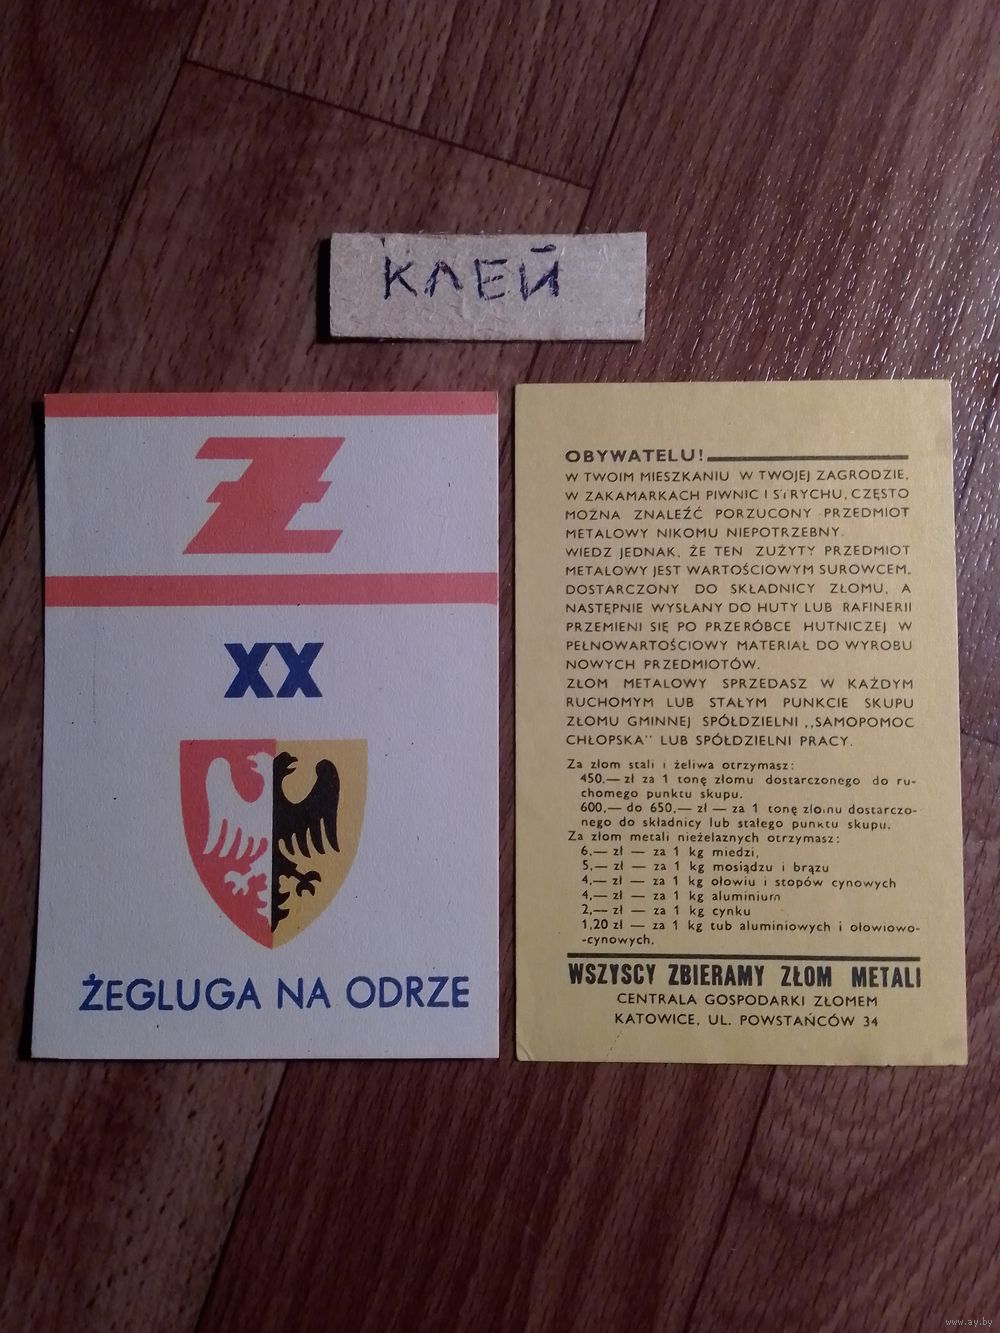 КЛЕЙ
Ż
XX
ŻEGLUGA NA ODRZE
OBYWATELU!
W TWOIM MIESZKANIU W TWOJEJ ZAGRODZIE,
W ZAKAMARKACH PIWNIC I STRYCHU, CZĘSTO
MOŻNA ZNALEŹĆ PORZUCONY PRZEDMIOT
METALOWY NIKOMU NIEPOTRZEBNY.
WIEDZ JEDNAK, ŻE TEN ZUŻYTY PRZEDMIOT
METALOWY JEST WARTOŚCIOWYM SUROWCEM.
DOSTARCZONY DO SKŁADNICY ZŁOMU, A
NASTĘPNIE WYSŁANY DO HUTY LUB RAFINERII
PRZEMIENI SIĘ PO PRZERÓBCE HUTNICZEJ W
PEŁNOWARTOŚCIOWY MATERIAŁ DO WYROBU
NOWYCH PRZEDMIOTÓW.
ZŁOM METALOWY SPRZEDASZ W KAŻDYM
RUCHOMYM LUB STAŁYM PUNKCIE SKUPU
ZŁOMU GMINNEJ SPÓŁDZIELNI „SAMOPOMOC
CHŁOPSKA" LUB SPÓŁDZIELNI PRACY.
Za złom stali i żeliwa otrzymasz:
450,— zł za 1 tonę złomu dostarczonego do ru-
chomego punktu skupu.
600,— do 650,— zł — za 1 tonę złomu dostarczo-
nego do składnicy lub stałego punktu skupu.
Za złom metali nieżelaznych otrzymasz:
6,— zł — za 1 kg miedzi,
5,— zł — za 1 kg mosiądzu i brązu
4,— zł — za 1 kg ołowiu i stopów cynowych
4,— zł — za 1 kg aluminium
2,— zł — za 1 kg cynku
1,20 zł — za 1 kg tub aluminiowych i ołowiowo-
-cynowych.
WSZYSCY ZBIERAMY ZŁOM METALI
CENTRALA GOSPODARKI ZŁOMEM
KATOWICE, UL. POWSTAŃCÓW 34
www.ay.by